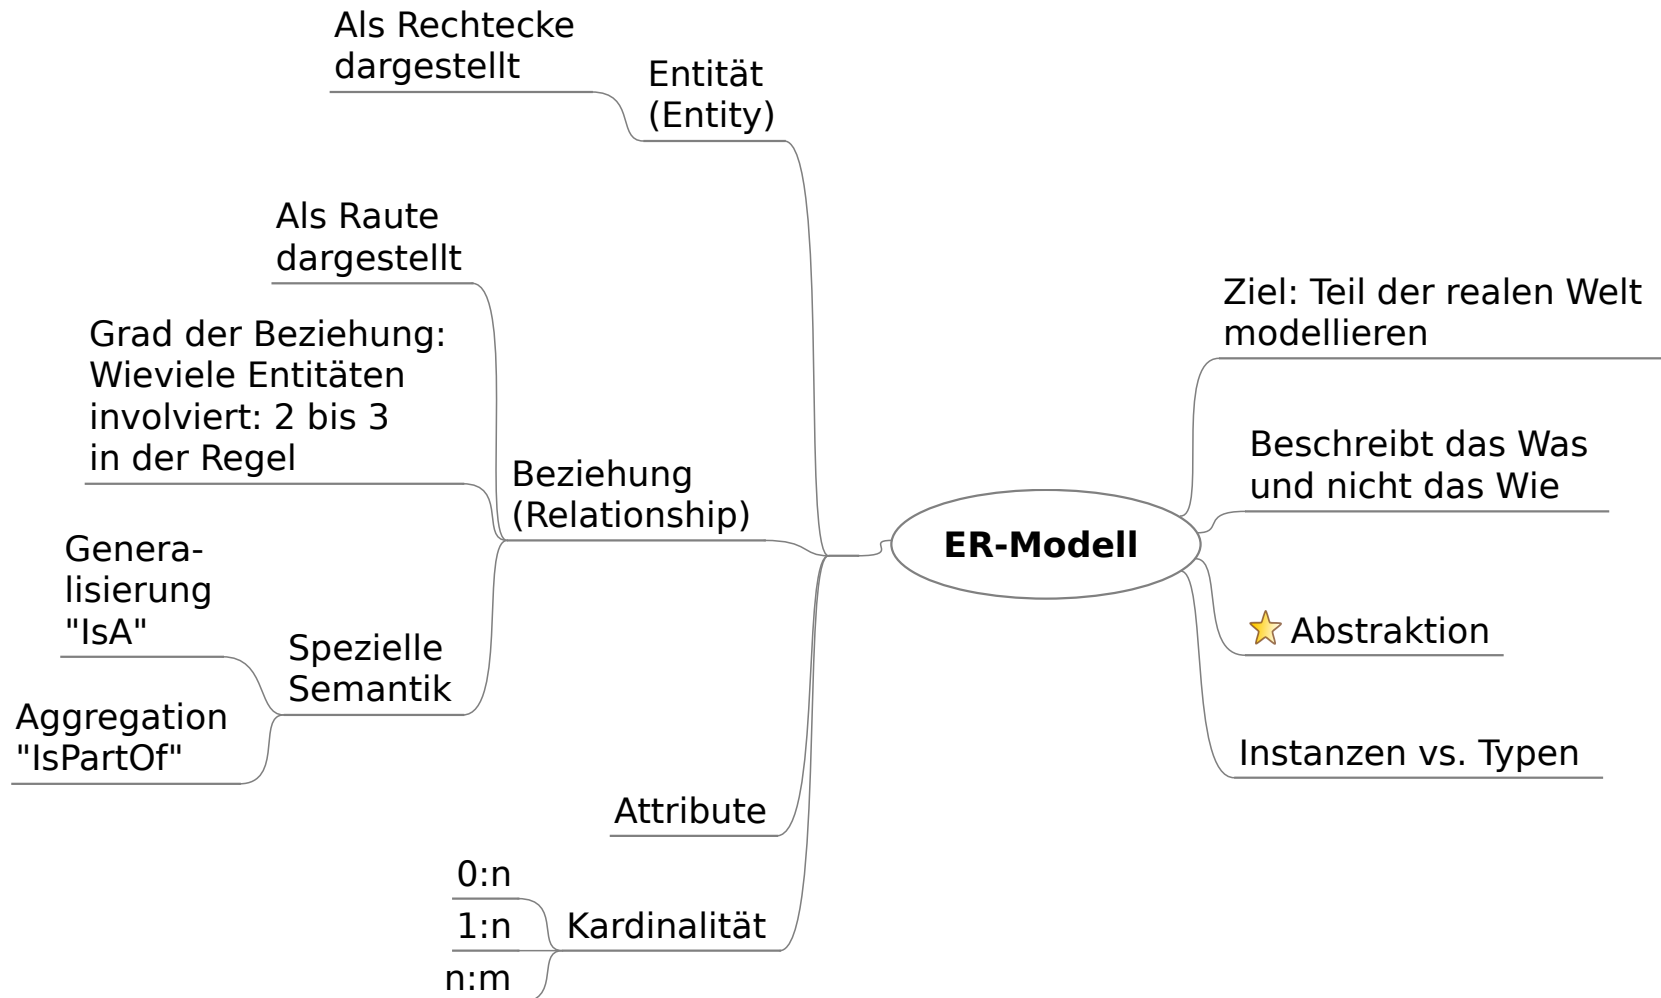 Als Rechtecke
dargestellt
Entität
(Entity)
Als Raute
dargestellt
Grad der Beziehung:
Wieviele Entitäten
involviert: 2 bis 3
in der Regel
Beziehung
(Relationship)
Genera-
lisierung
"IsA"
Spezielle
Semantik
Aggregation
"IsPartOf"
Attribute
0:n
1:n
n:m
Kardinalität
ER-Modell
Ziel: Teil der realen Welt
modellieren
Beschreibt das Was
und nicht das Wie
Abstraktion
Instanzen vs. Typen